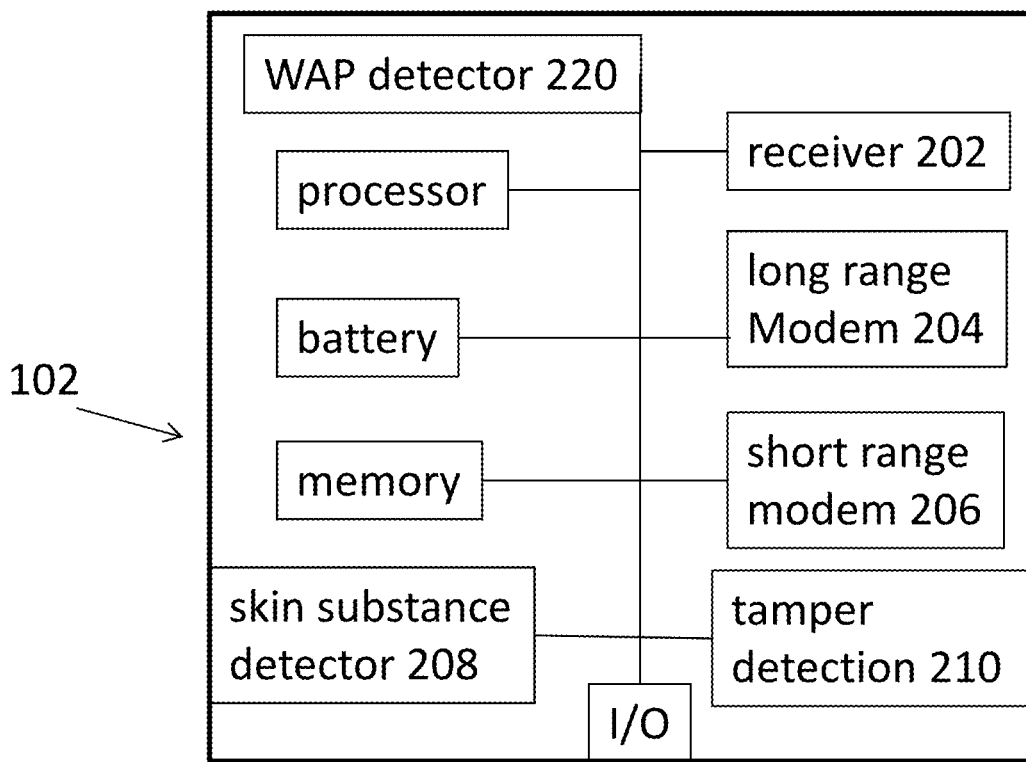 WAP detector 220
receiver 202
processor
long range
Modem 204
battery
102
short range
modem 206
memory
skin substance
detector 208
tamper
detection 210
I/O